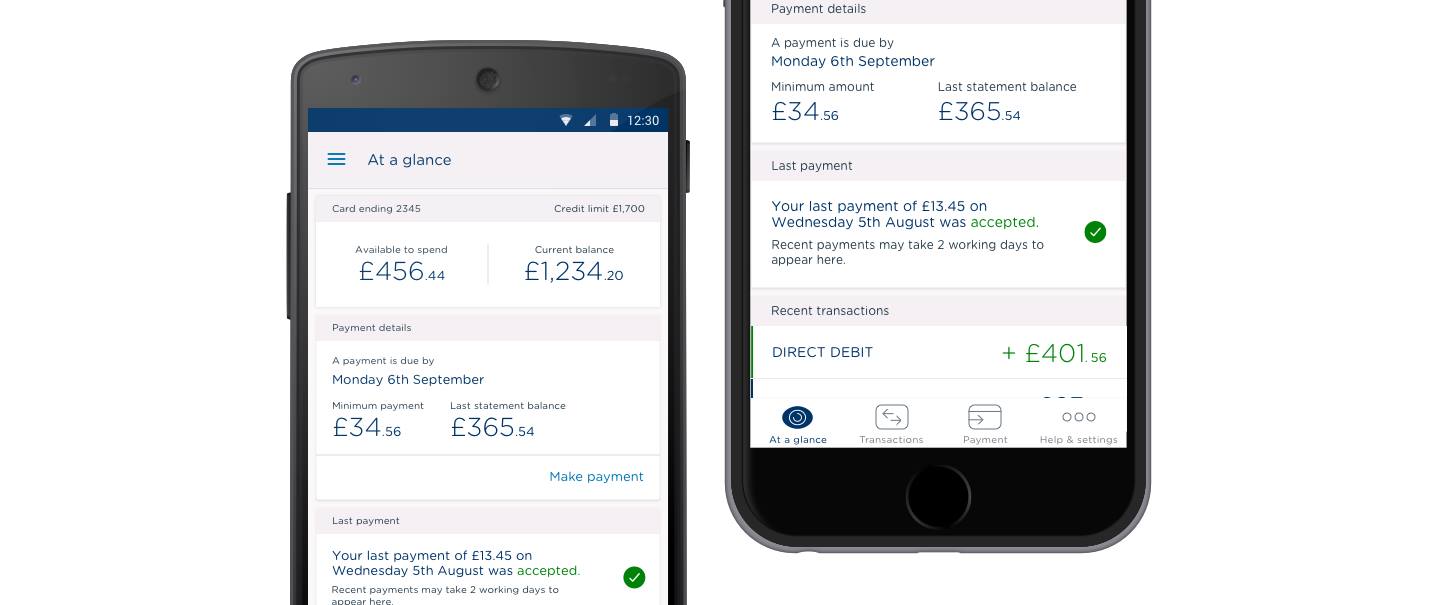 12:30
At a glance
Card ending 2345
Credit limit £1,700
Available to spend
£456.44
Current balance
£1,234.20
Payment details
A payment is due by
Monday 6th September
Minimum payment
£34.56
Last statement balance
£365.54
Make payment
Last payment
Your last payment of £13.45 on
Wednesday 5th August was accepted.
Recent payments may take 2 working days to
appear here.
Payment details
A payment is due by
Monday 6th September
Minimum amount
£34.56
Last statement balance
£365.54
Last payment
Your last payment of £13.45 on
Wednesday 5th August was accepted.
Recent payments may take 2 working days to
appear here.
Recent transactions
DIRECT DEBIT
+ £401.56
At a glance
Transactions
Payment
Help & settings